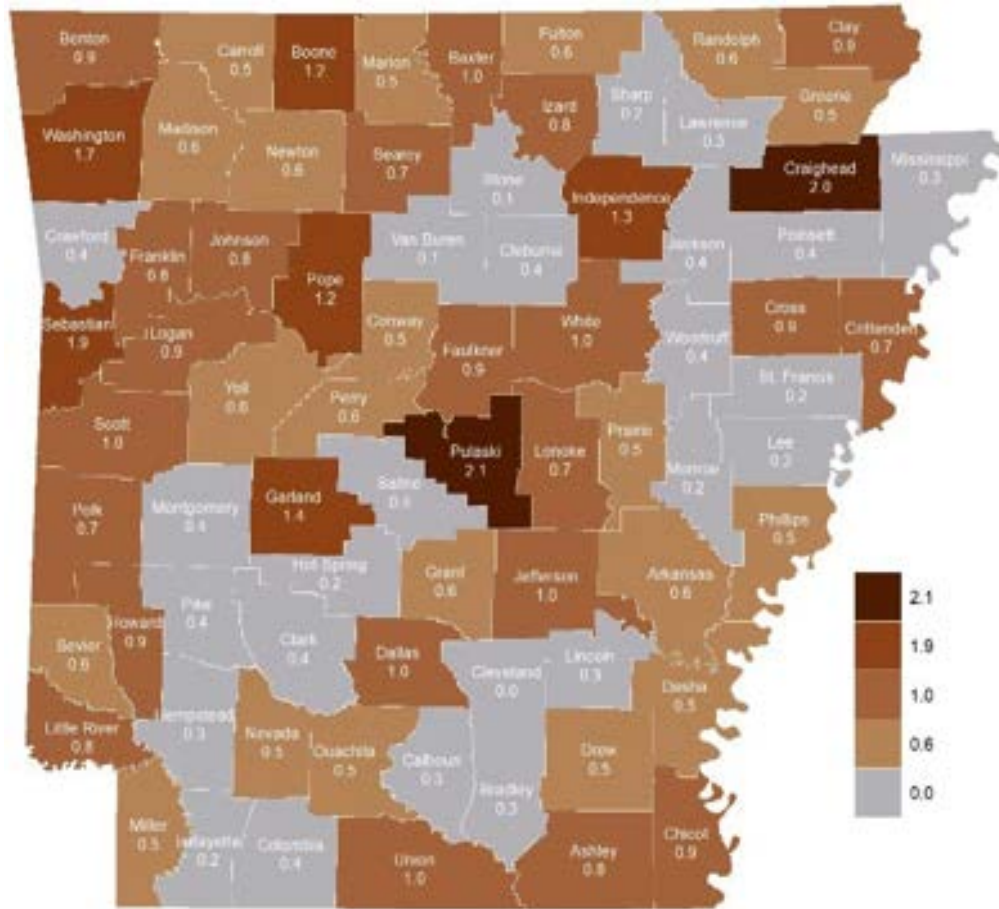 Benton
0.9
Carroll
0.5
Boone
1.2
Marion
0.5
Baxter
1.0
Fulton
0.6
Randolph
0.6
Clay
0.9
Washington
1.7
Madison
0.6
Newton
0.6
Searcy
0.7
Izard
0.8
Sharp
0.2
Lawrence
0.3
Greene
0.5
Craighead
2.0
Mississippi
0.3
Crawford
0.4
Franklin
Johnson
0.8
Pope
1.2
Van Buren
0.1
Stone
0.1
Cleburne
0.4
Independence
1.3
Jackson
0.4
Poinsett
0.4
Sebastian
1.9
Logan
0.9
Conway
0.5
Faulkner
0.9
White
1.0
Woodruff
0.4
Cross
0.9
Crittenden
0.7
Scott
1.0
Yell
0.6
Perry
0.6
Pulaski
2.1
Lonoke
0.7
Prairie
0.5
St. Francis
0.2
Lee
Monroe
0.2
Polk
0.7
Montgomery
0.4
Garland
1.4
Saline
Hot Spring
0.2
Grant
0.6
Jefferson
1.0
Arkansas
0.6
Phillips
0.5
Sevier
0.6
Howard
0.9
Pike
0.4
Clark
0.4
Dallas
1.0
Cleveland
0.0
Lincoln
Desha
0.5
Little River
0.8
Hempstead
0.3
Nevada
0.5
Ouachita
0.5
Calhoun
0.3
Bradley
0.3
Drew
0.5
Miller
0.5
Lafayette
0.2
Columbia
0.4
Union
1.0
Ashley
0.8
Chicot
0.9
2.1
1.9
1.0
0.6
0.0